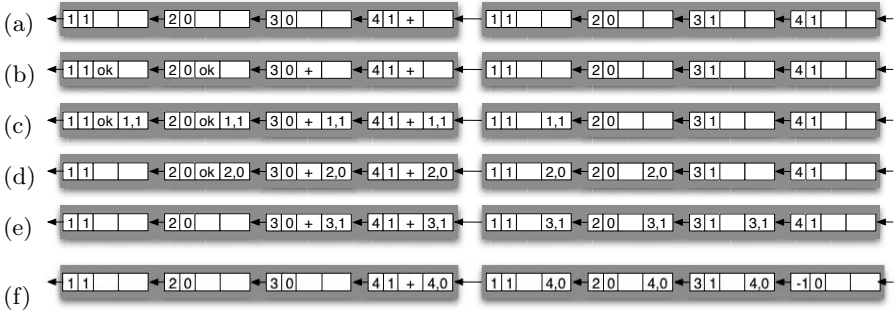 (a) 1 1 2 0 3 0 4 1 + 1 1 2 0 3 1 4 1
(b) 1 1 ok 2 0 ok 3 0 + 4 1 + 1 1 2 0 3 1 4 1
(c) 1 1 ok 1,1 2 0 ok 1,1 3 0 + 1,1 4 1 + 1,1 1 1 1,1 2 0 3 1 4 1
(d) 1 1 2 0 ok 2,0 3 0 + 2,0 4 1 + 2,0 1 1 2,0 2 0 2,0 3 1 4 1
(e) 1 1 2 0 3 0 + 3,1 4 1 + 3,1 1 1 3,1 2 0 3,1 3 1 3,1 4 1
(f) 1 1 2 0 3 0 4 1 + 4,0 1 1 4,0 2 0 4,0 3 1 4,0 -1 0